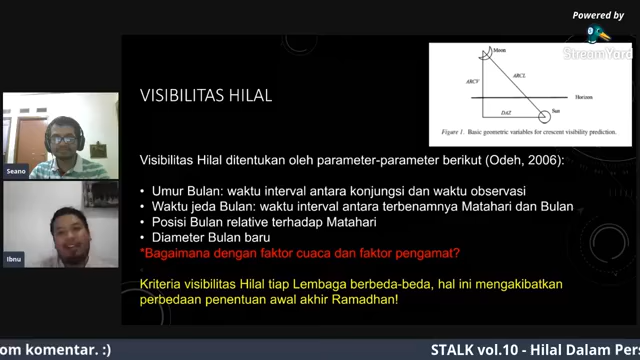 Powered by
StreamYard
Moon
ARCV
ARCL
Horizon
Sun
DAZ
Figure 1. Basic geometric variables for crescent visibility prediction.
VISIBILITAS HILAL
Seano
Ibnu
Visibilitas Hilal ditentukan oleh parameter-parameter berikut (Odeh, 2006):
• Umur Bulan: waktu interval antara konjungsi dan waktu observasi
• Waktu jeda Bulan: waktu interval antara terbenamnya Matahari dan Bulan
• Posisi Bulan relative terhadap Matahari
• Diameter Bulan baru
*Bagaimana dengan faktor cuaca dan faktor pengamat?
Kriteria visibilitas Hilal tiap Lembaga berbeda-beda, hal ini mengakibatkan
perbedaan penentuan awal akhir Ramadhan!
om komentar. :)
STALK vol.10 - Hilal Dalam Pers